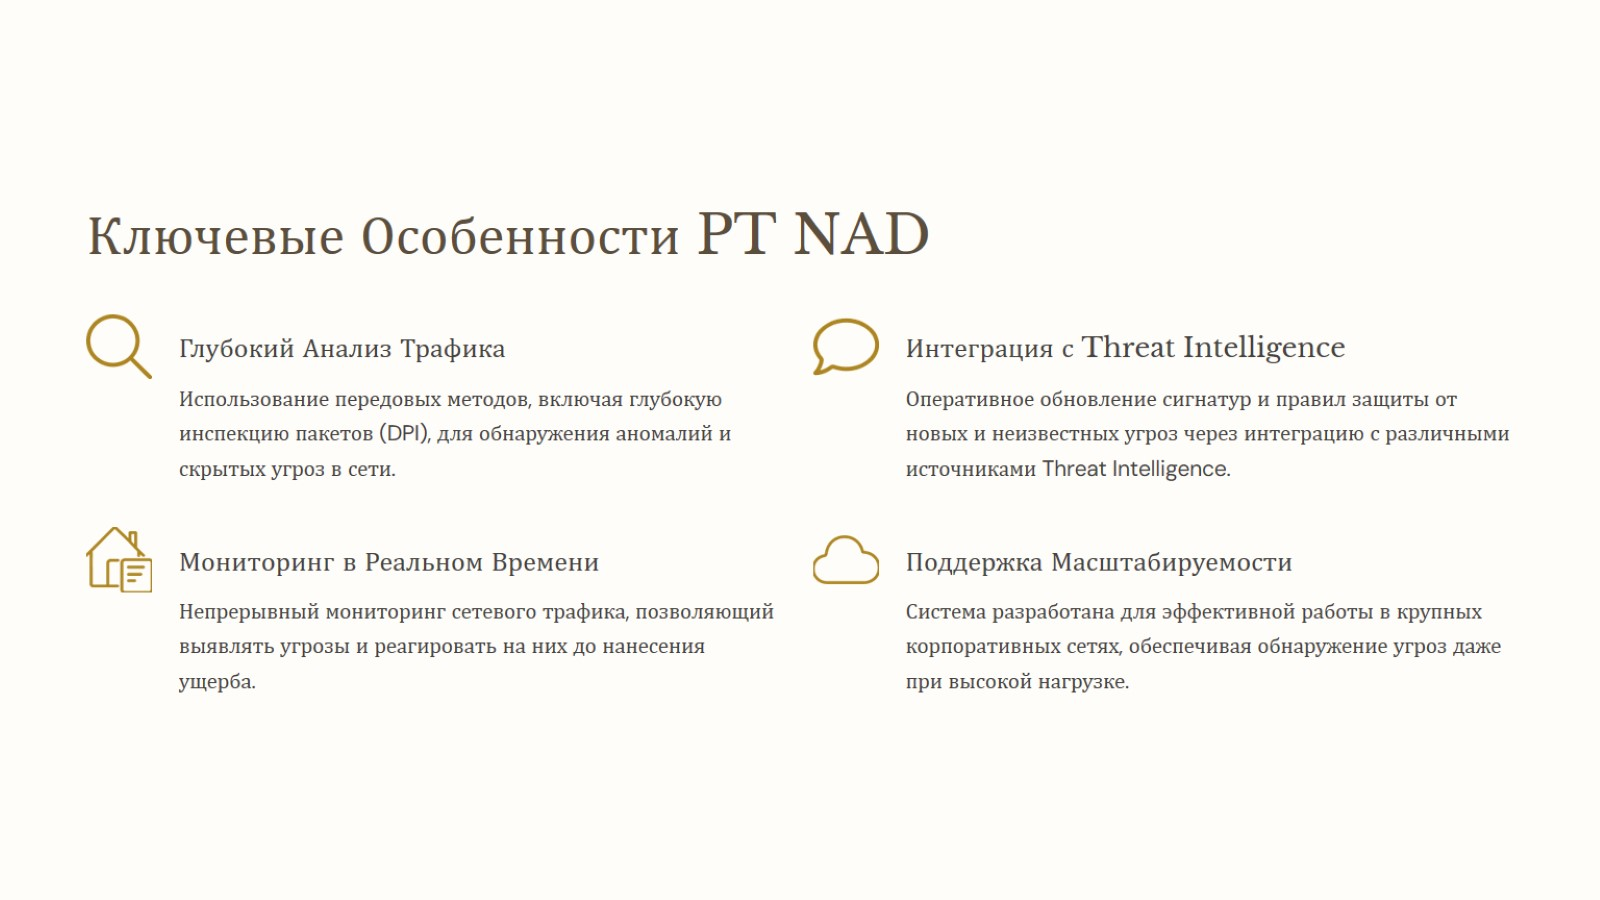 Ключевые Особенности PT NAD
Глубокий Анализ Трафика
Использование передовых методов, включая глубокую
инспекцию пакетов (DPI), для обнаружения аномалий и
скрытых угроз в сети.
Интеграция с Threat Intelligence
Оперативное обновление сигнатур и правил защиты от
новых и неизвестных угроз через интеграцию с различными
источниками Threat Intelligence.
Мониторинг в Реальном Времени
Непрерывный мониторинг сетевого трафика, позволяющий
выявлять угрозы и реагировать на них до нанесения
ущерба.
Поддержка Масштабируемости
Система разработана для эффективной работы в крупных
корпоративных сетях, обеспечивая обнаружение угроз даже
при высокой нагрузке.